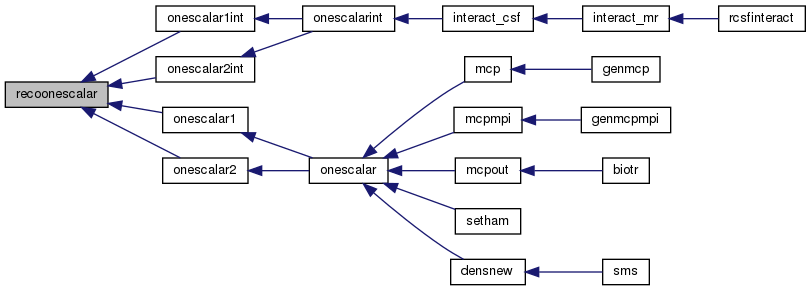 onescalar1int
onescalarint
interact_csf
interact_mr
rcsfinteract
onescalar2int
mcp
genmcp
recoonescalar
onescalar1
mcpmpi
genmcpmpi
onescalar2
onescalar
mcpout
biotr
setham
densnew
sms